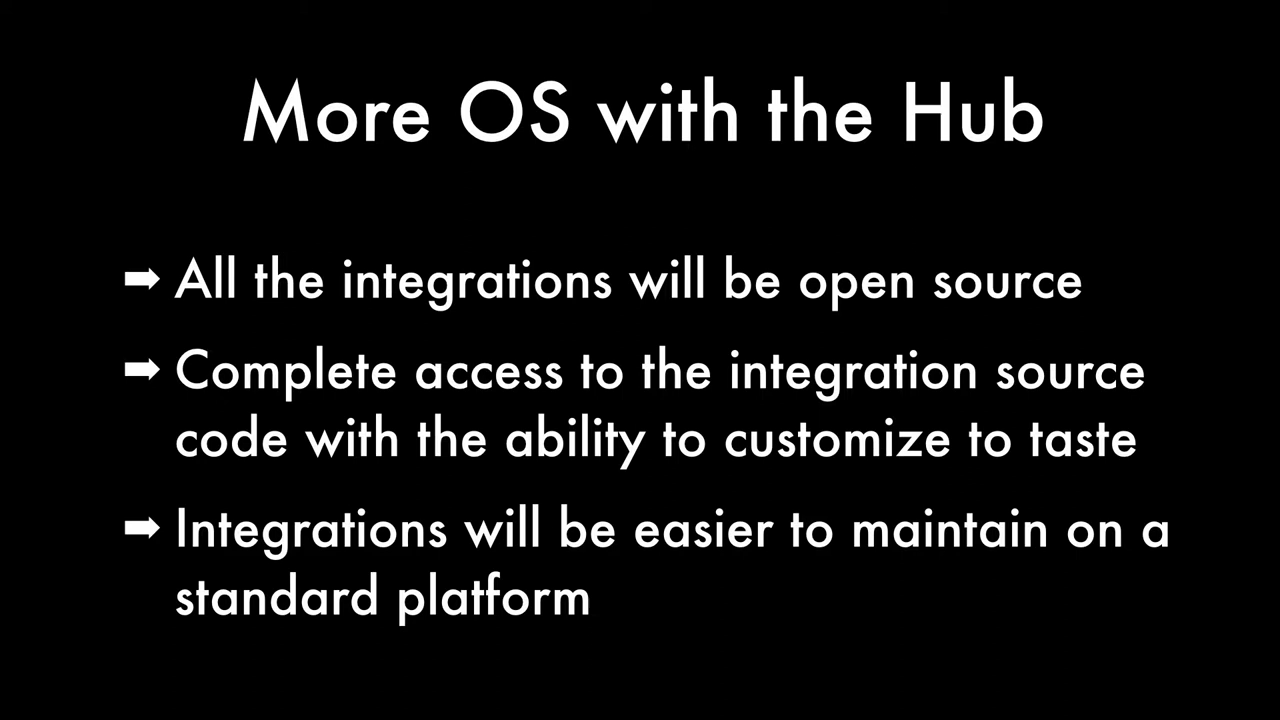 More OS with the Hub
➡ All the integrations will be open source
➡ Complete access to the integration source
code with the ability to customize to taste
➡ Integrations will be easier to maintain on a
standard platform